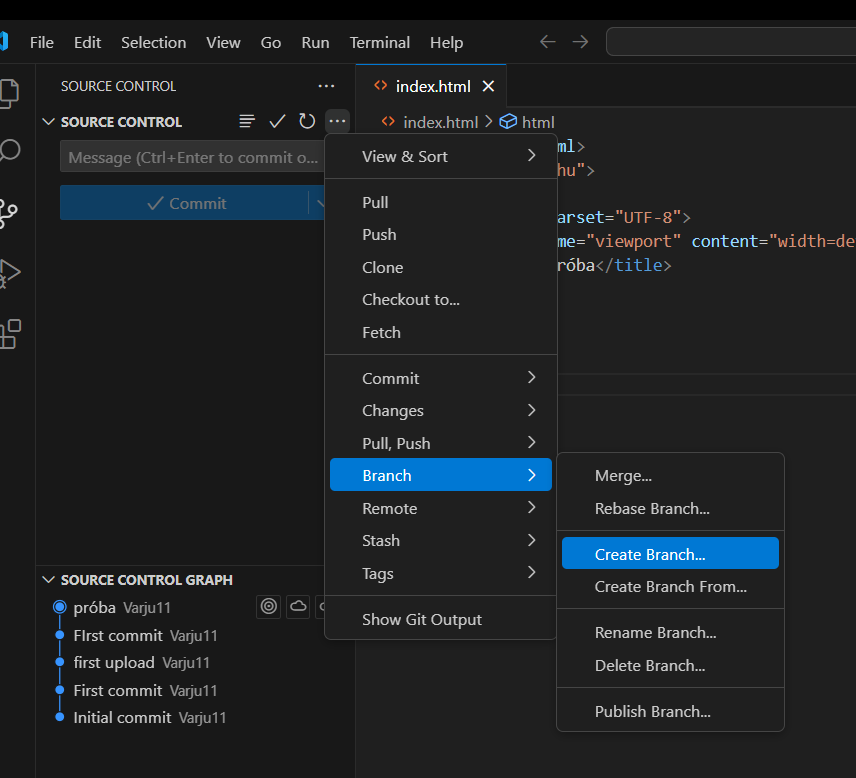 File Edit Selection View Go Run Terminal Help
SOURCE CONTROL
index.html
SOURCE CONTROL
index.html > html
Message (Ctrl+Enter to commit o...
Commit
View & Sort
Pull
Push
Clone
Checkout to...
Fetch
Commit
Changes
Pull, Push
Branch
Remote
Stash
Tags
Show Git Output
ml>
hu">
arset="UTF-8">
me="viewport" content="width=de
róba</title>
Merge...
Rebase Branch...
Create Branch...
Create Branch From...
Rename Branch...
Delete Branch...
Publish Branch...
SOURCE CONTROL GRAPH
próba Varju11
FIrst commit Varju11
first upload Varju11
First commit Varju11
Initial commit Varju11